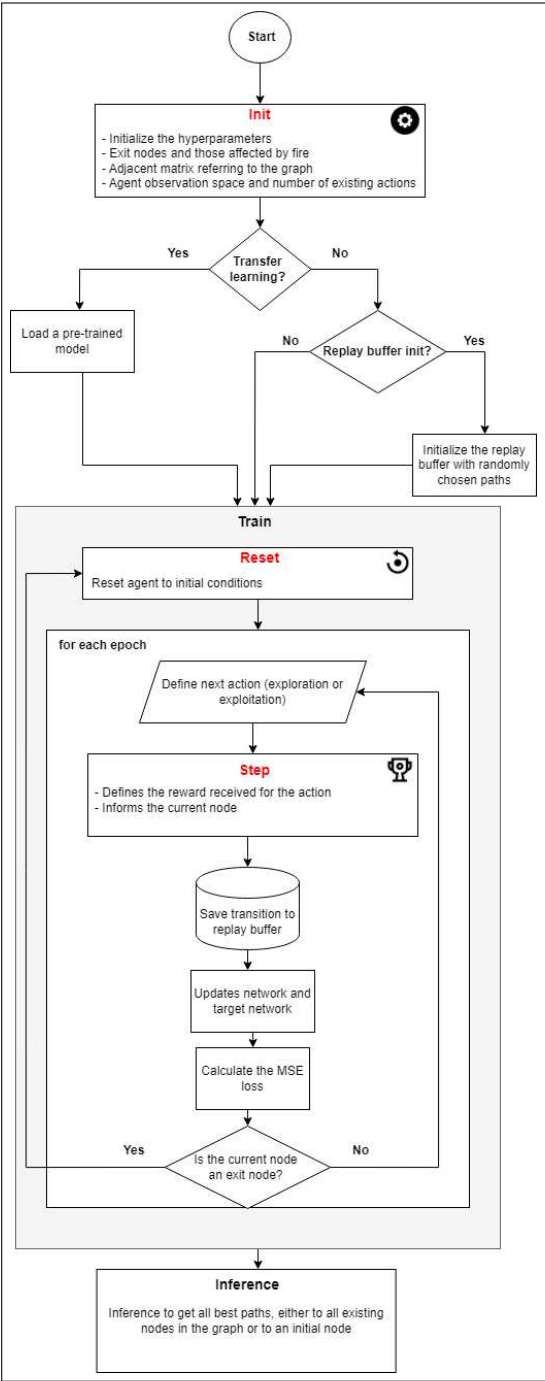 Start
Init
- Initialize the hyperparameters
- Exit nodes and those affected by fire
- Adjacent matrix referring to the graph
- Agent observation space and number of existing actions
Yes
Transfer
learning?
No
Load a pre-trained
model
No
Replay buffer init?
Yes
Initialize the replay
buffer with randomly
chosen paths
Train
Reset
Reset agent to initial conditions
for each epoch
Define next action (exploration or
exploitation)
Step
- Defines the reward received for the action
- Informs the current node
Save transition to
replay buffer
Updates network and
target network
Calculate the MSE
loss
Yes
Is the current node
an exit node?
No
Inference
Inference to get all best paths, either to all existing
nodes in the graph or to an initial node